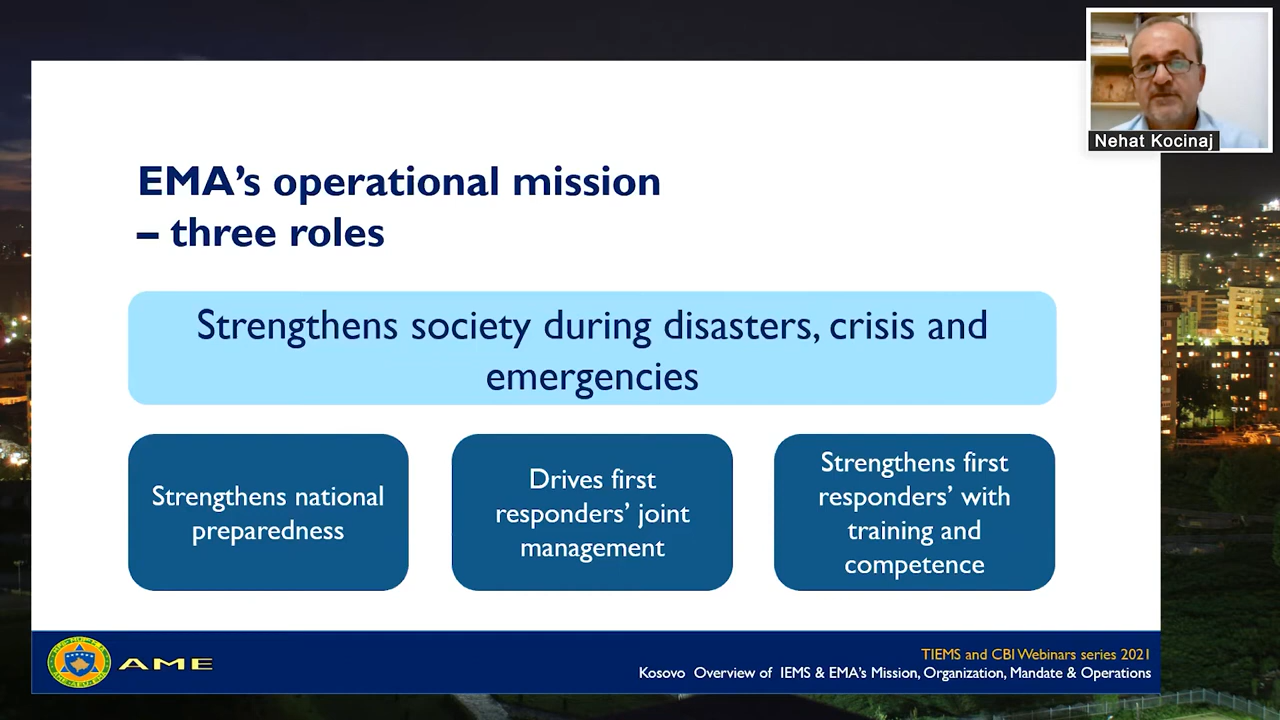 Nehat Kocinaj
EMA's operational mission
– three roles
Strengthens society during disasters, crisis and
emergencies
Strengthens national
preparedness
Drives first
responders' joint
management
Strengthens first
responders' with
training and
competence
AME
TIEMS and CBI Webinars series 2021
Kosovo Overview of IEMS & EMA's Mission, Organization, Mandate & Operations